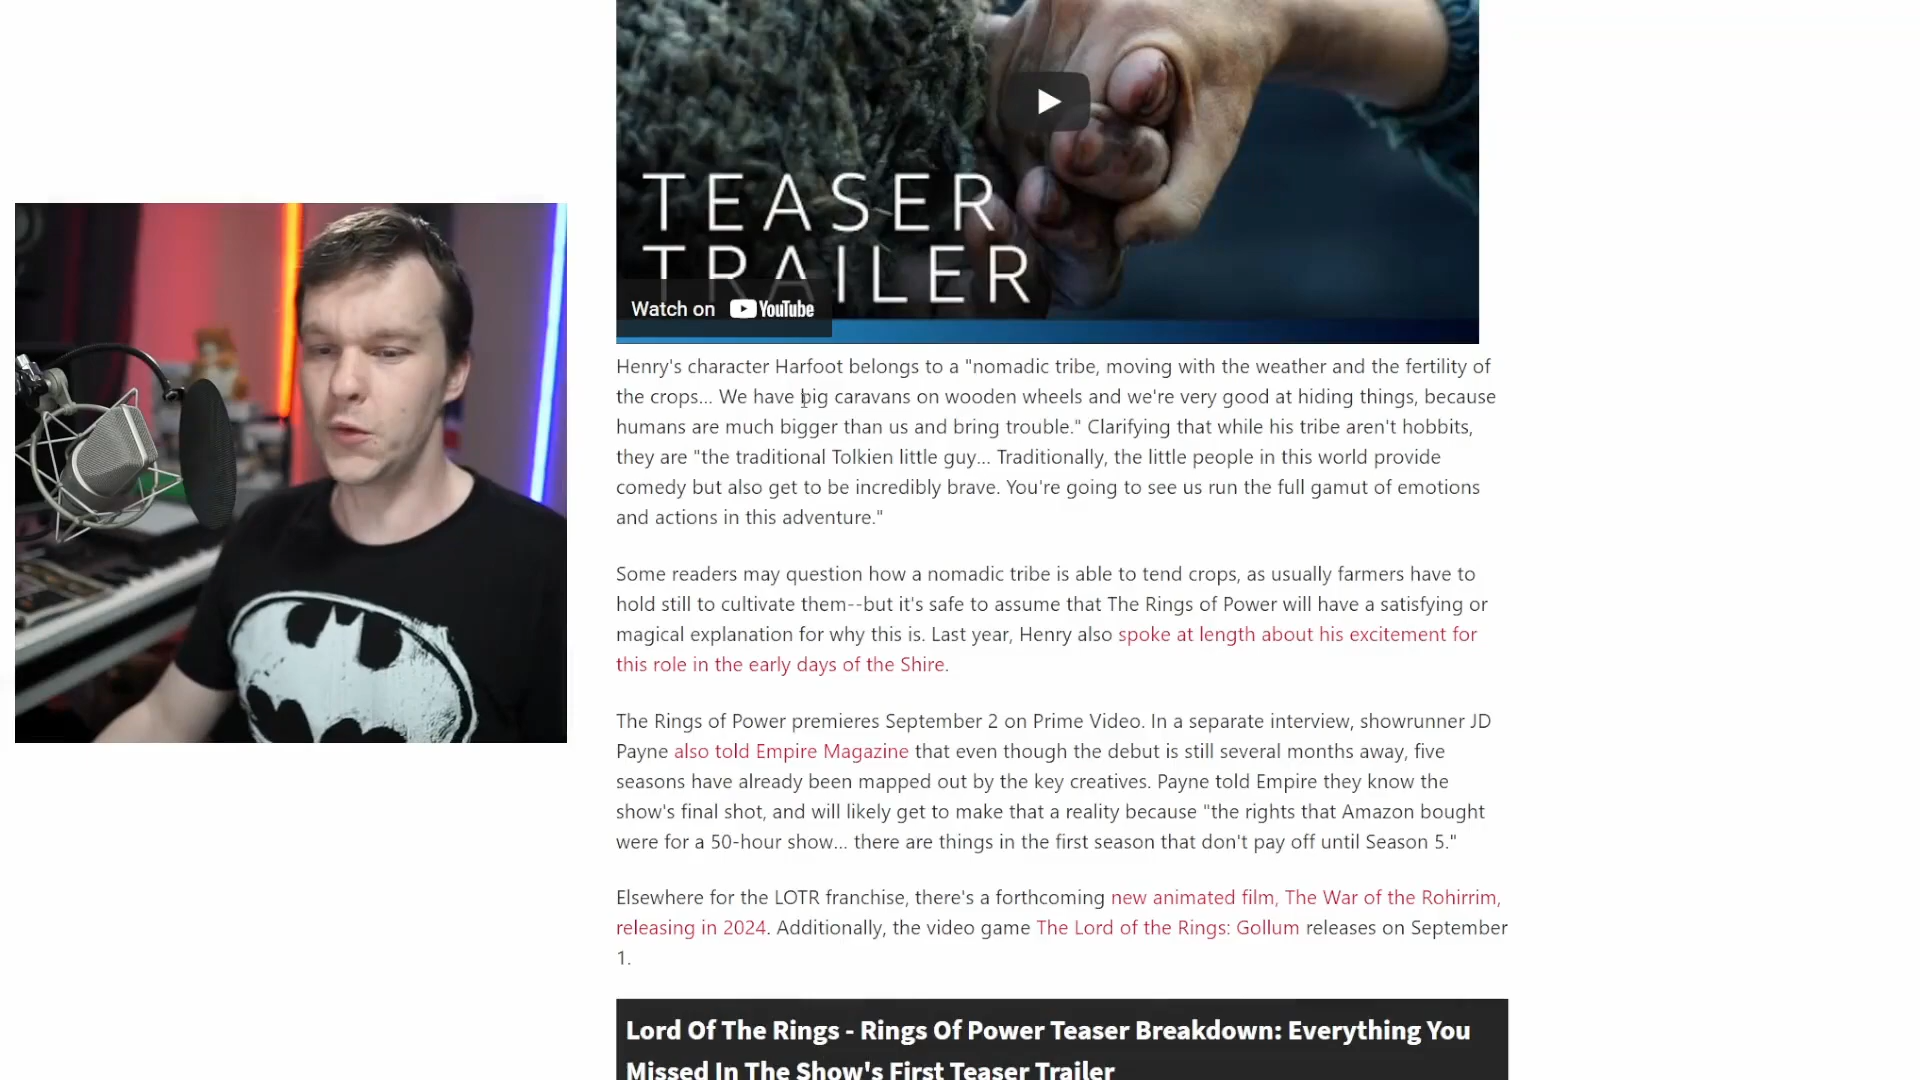 TEASER
TRAILER
Watch on YouTube
Henry's character Harfoot belongs to a "nomadic tribe, moving with the weather and the fertility of
the crops... We have big caravans on wooden wheels and we're very good at hiding things, because
humans are much bigger than us and bring trouble." Clarifying that while his tribe aren't hobbits,
they are "the traditional Tolkien little guy... Traditionally, the little people in this world provide
comedy but also get to be incredibly brave. You're going to see us run the full gamut of emotions
and actions in this adventure."
Some readers may question how a nomadic tribe is able to tend crops, as usually farmers have to
hold still to cultivate them--but it's safe to assume that The Rings of Power will have a satisfying or
magical explanation for why this is. Last year, Henry also spoke at length about his excitement for
this role in the early days of the Shire.
The Rings of Power premieres September 2 on Prime Video. In a separate interview, showrunner JD
Payne also told Empire Magazine that even though the debut is still several months away, five
seasons have already been mapped out by the key creatives. Payne told Empire they know the
show's final shot, and will likely get to make that a reality because "the rights that Amazon bought
were for a 50-hour show... there are things in the first season that don't pay off until Season 5."
Elsewhere for the LOTR franchise, there's a forthcoming new animated film, The War of the Rohirrim,
releasing in 2024. Additionally, the video game The Lord of the Rings: Gollum releases on September
1.
Lord Of The Rings - Rings Of Power Teaser Breakdown: Everything You
Missed In The Show's First Teaser Trailer